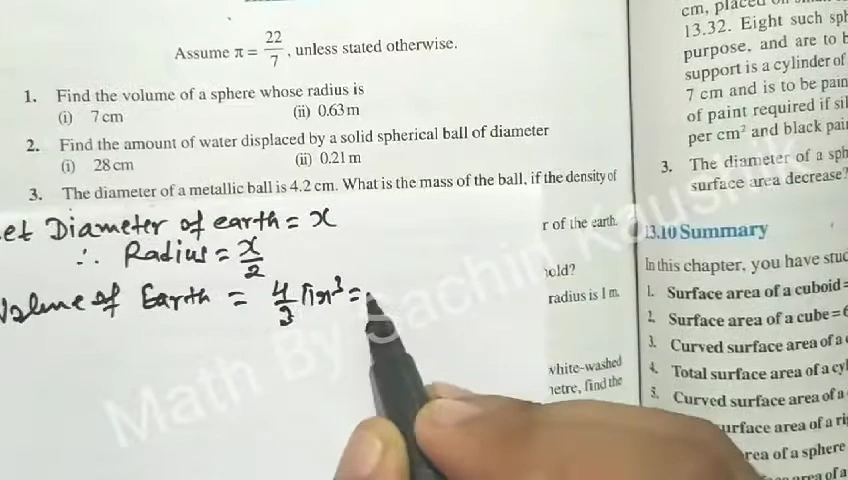 Assume π = 22/7, unless stated otherwise.
1. Find the volume of a sphere whose radius is
(i) 7 cm (ii) 0.63 m
2. Find the amount of water displaced by a solid spherical ball of diameter
(i) 28 cm (ii) 0.21 m
3. The diameter of a metallic ball is 4.2 cm. What is the mass of the ball, if the density of
et Diameter of earth = x
∴ Radius = x/2
Volume of Earth = 4/3 πr³ =
r of the earth.
hold?
radius is 1 m.
white-washed
metre, find the
cm, placed on small
13.32. Eight such sph
purpose, and are to b
support is a cylinder of
7 cm and is to be pain
of paint required if sil
per cm² and black pai
3. The diameter of a sph
surface area decrease?
13.10 Summary
In this chapter, you have stud
1. Surface area of a cuboid =
2. Surface area of a cube = 6
3. Curved surface area of a
4. Total surface area of a cyl
5. Curved surface area of a
urface area of a ri
rea of a sphere
area of a
Math By Sachin Kaushik